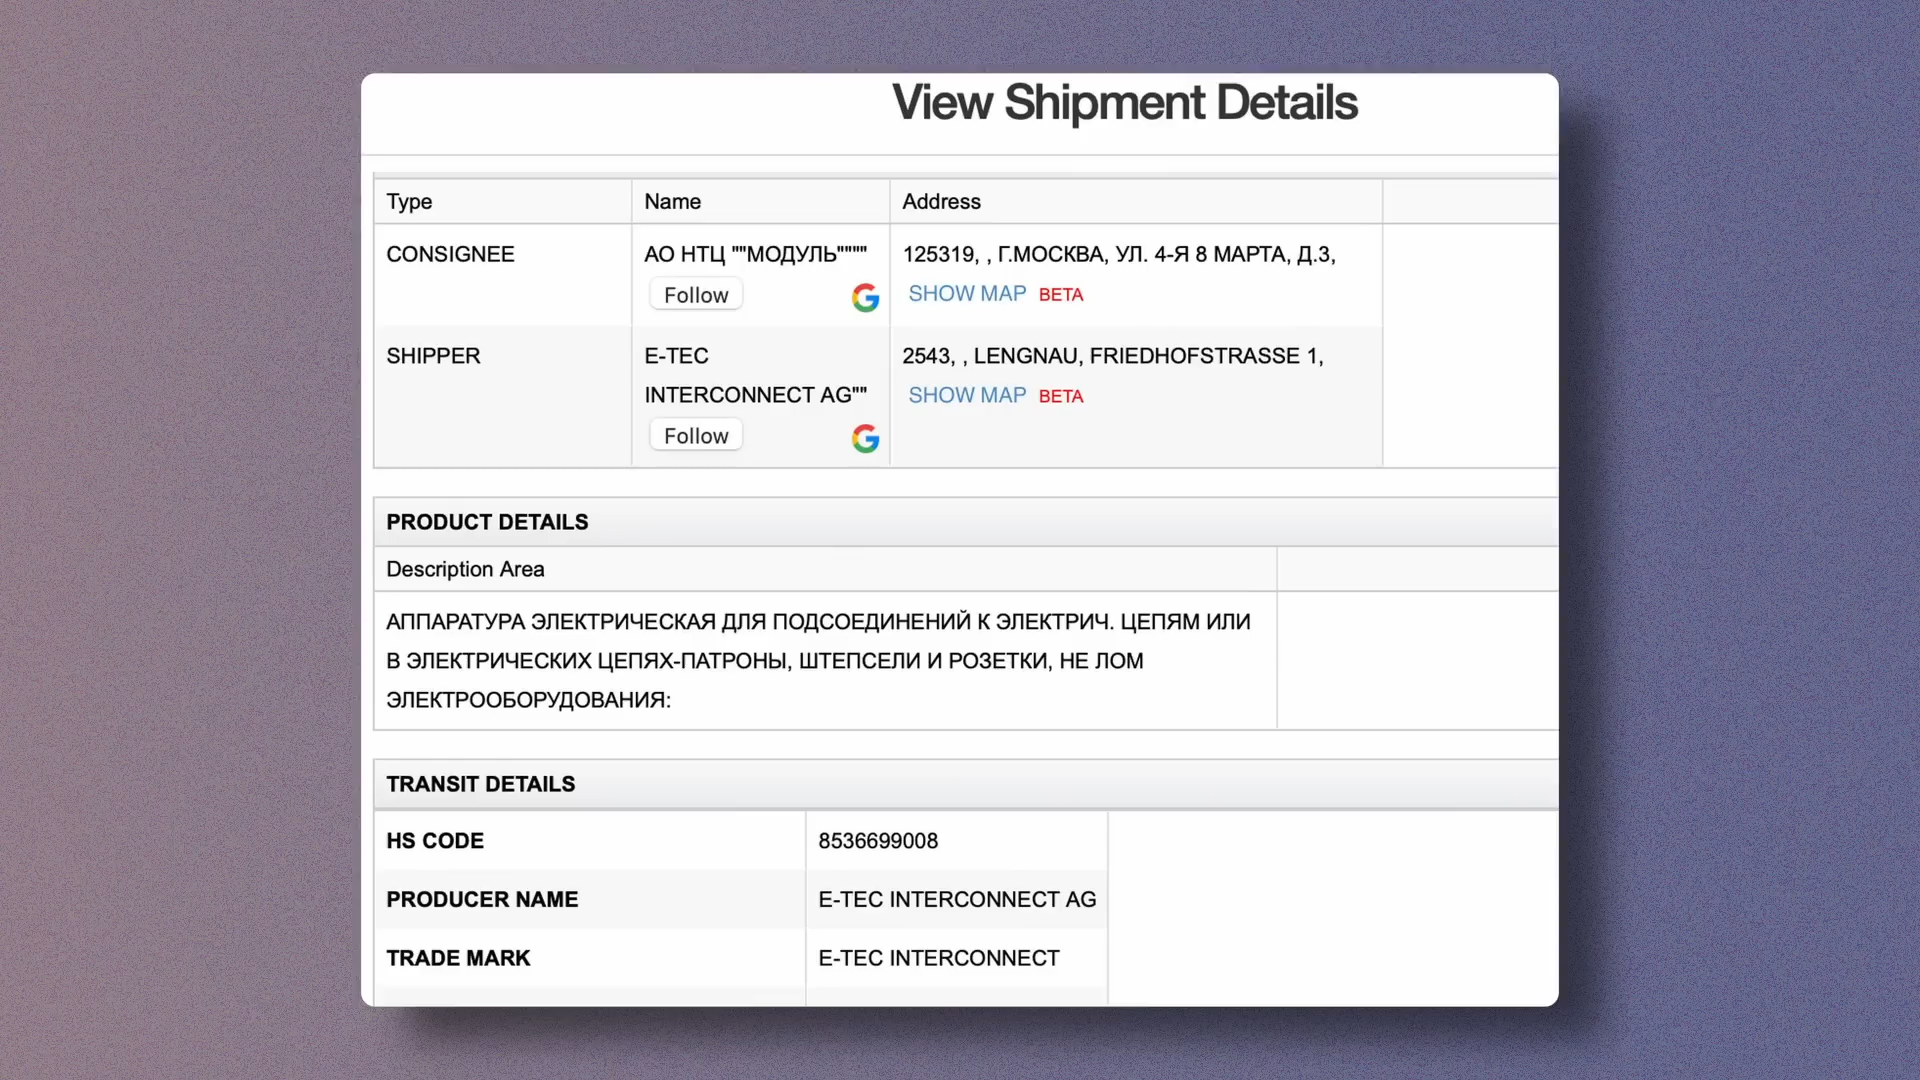 View Shipment Details
Type Name Address
CONSIGNEE АО НТЦ ""МОДУЛЬ"""" 125319, , Г.МОСКВА, УЛ. 4-Я 8 МАРТА, Д.3,
Follow SHOW MAP BETA
SHIPPER E-TEC 2543, , LENGNAU, FRIEDHOFSTRASSE 1,
INTERCONNECT AG"" SHOW MAP BETA
Follow
PRODUCT DETAILS
Description Area
АППАРАТУРА ЭЛЕКТРИЧЕСКАЯ ДЛЯ ПОДСОЕДИНЕНИЙ К ЭЛЕКТРИЧ. ЦЕПЯМ ИЛИ
В ЭЛЕКТРИЧЕСКИХ ЦЕПЯХ-ПАТРОНЫ, ШТЕПСЕЛИ И РОЗЕТКИ, НЕ ЛОМ
ЭЛЕКТРООБОРУДОВАНИЯ:
TRANSIT DETAILS
HS CODE 8536699008
PRODUCER NAME E-TEC INTERCONNECT AG
TRADE MARK E-TEC INTERCONNECT